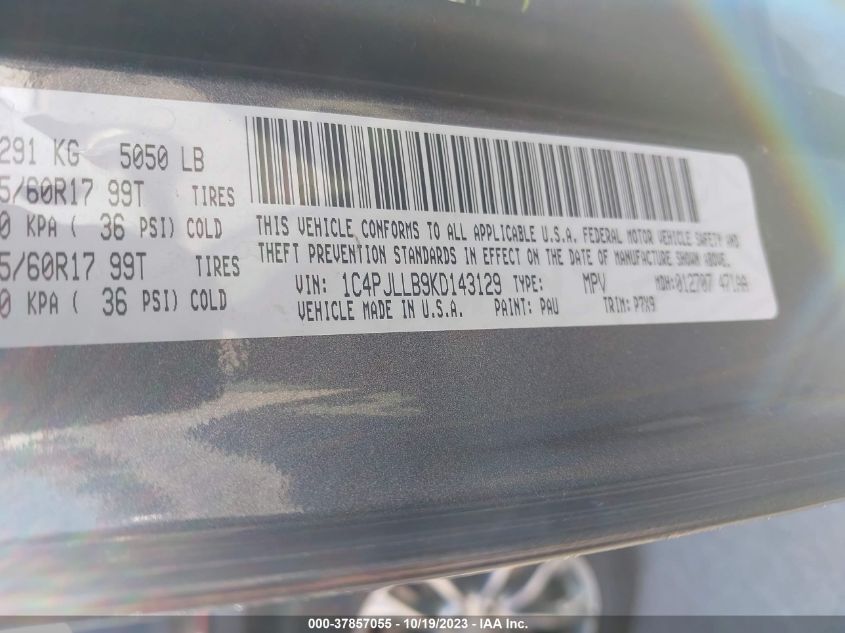 291 KG 5050 LB
5/60R17 99T TIRES
0 KPA ( 36 PSI) COLD
5/60R17 99T TIRES
0 KPA ( 36 PSI) COLD
THIS VEHICLE CONFORMS TO ALL APPLICABLE U.S.A. FEDERAL MOTOR VEHICLE SAFETY AND
THEFT PREVENTION STANDARDS IN EFFECT ON THE DATE OF MANUFACTURE SHOWN ABOVE.
VIN: 1C4PJLLB9KD143129 TYPE: MPV MDH: 012707 471AA
VEHICLE MADE IN U.S.A. PAINT: PAU TRIM: P7X9
000-37857055 - 10/19/2023 - IAA Inc.